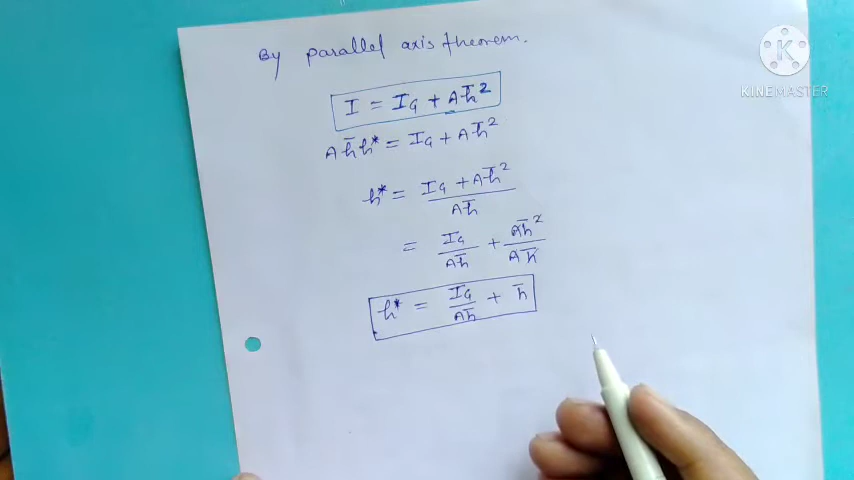 By parallel axis theorem.
I = IG + Ah̄²
Ah̄h* = IG + Ah̄²
h* = IG + Ah̄² / Ah̄
= IG / Ah̄ + Ah̄² / Ah̄
h* = IG / Ah̄ + h̄
K
KINEMASTER